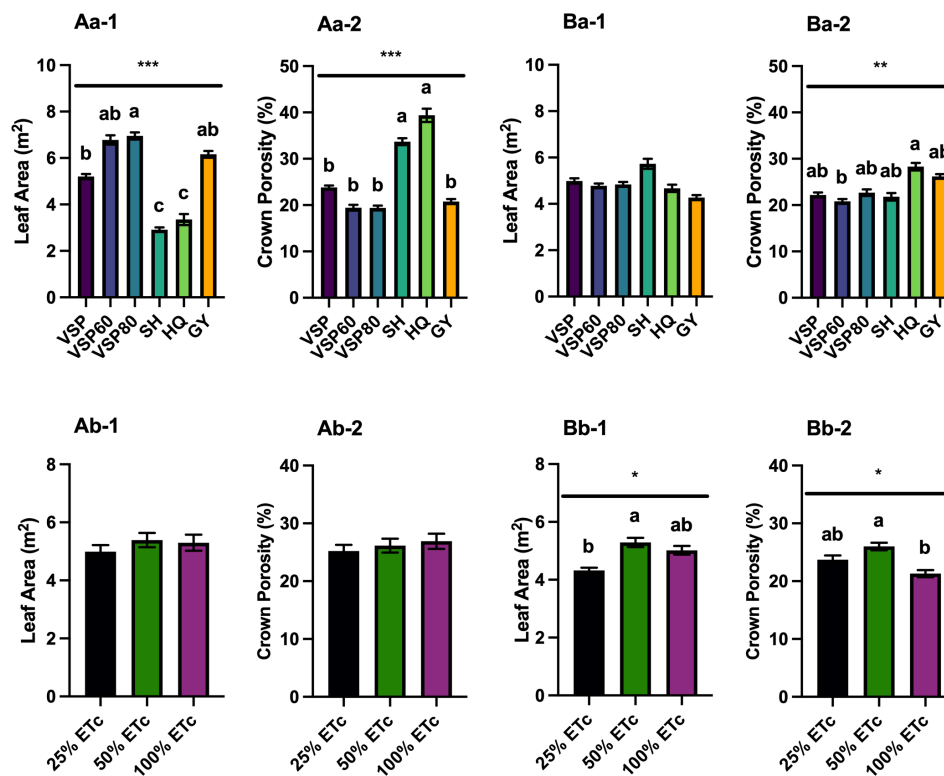 Aa-1
Aa-2
Ba-1
Ba-2
Leaf Area (m²)
10
8
6
4
2
0
***
b
ab
a
c
c
ab
VSP
VSP60
VSP80
SH
HQ
GY
Crown Porosity (%)
50
40
30
20
10
0
***
b
b
b
a
a
b
VSP
VSP60
VSP80
SH
HQ
GY
Leaf Area (m²)
10
8
6
4
2
0
VSP
VSP60
VSP80
SH
HQ
GY
Crown Porosity (%)
50
40
30
20
10
0
**
ab
b
ab
ab
a
ab
VSP
VSP60
VSP80
SH
HQ
GY
Ab-1
Ab-2
Bb-1
Bb-2
Leaf Area (m²)
8
6
4
2
0
25% ETc
50% ETc
100% ETc
Crown Porosity (%)
40
30
20
10
0
25% ETc
50% ETc
100% ETc
Leaf Area (m²)
8
6
4
2
0
*
b
a
ab
25% ETc
50% ETc
100% ETc
Crown Porosity (%)
40
30
20
10
0
*
ab
a
b
25% ETc
50% ETc
100% ETc